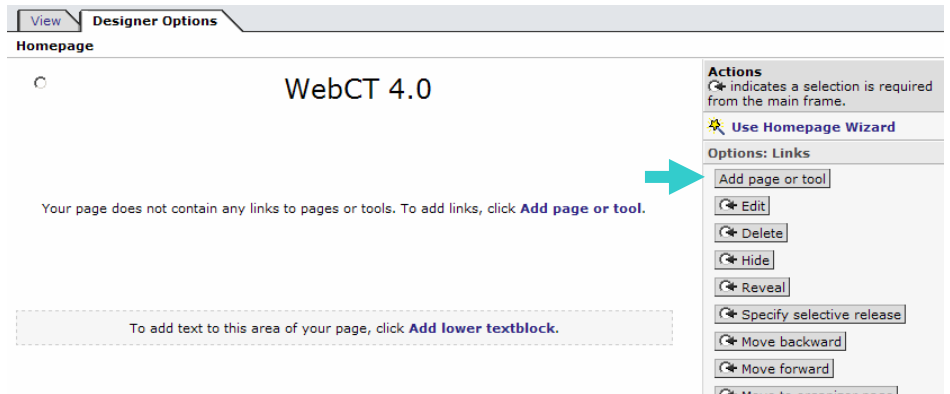 View
Designer Options
Homepage
WebCT 4.0
Your page does not contain any links to pages or tools. To add links, click Add page or tool.
To add text to this area of your page, click Add lower textblock.
Actions
indicates a selection is required
from the main frame.
Use Homepage Wizard
Options: Links
Add page or tool
Edit
Delete
Hide
Reveal
Specify selective release
Move backward
Move forward